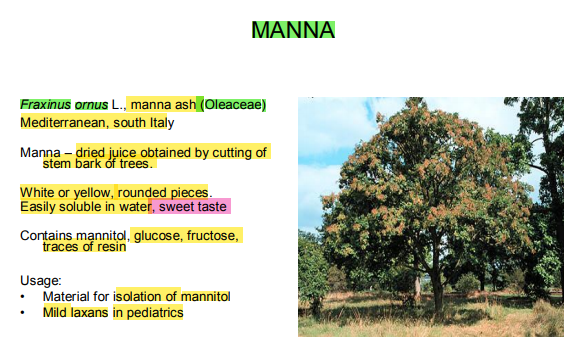 MANNA
Fraxinus ornus L., manna ash (Oleaceae)
Mediterranean, south Italy
Manna – dried juice obtained by cutting of
stem bark of trees.
White or yellow, rounded pieces.
Easily soluble in water, sweet taste
Contains mannitol, glucose, fructose,
traces of resin
Usage:
• Material for isolation of mannitol
• Mild laxans in pediatrics